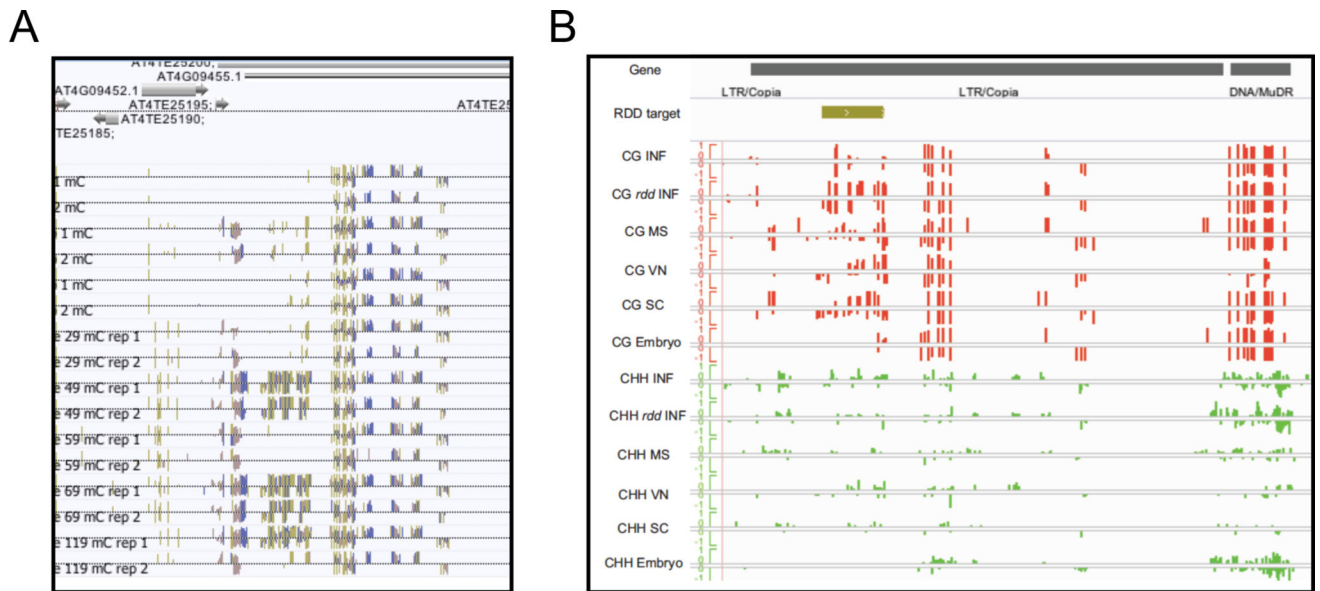 A
AT4TE25200;
AT4G09455.1
AT4G09452.1
AT4TE25195;
AT4TE25
AT4TE25190;
TE25185;
1 mC
2 mC
1 mC
2 mC
1 mC
2 mC
e 29 mC rep 1
e 29 mC rep 2
e 49 mC rep 1
e 49 mC rep 2
e 59 mC rep 1
e 59 mC rep 2
e 69 mC rep 1
e 69 mC rep 2
e 119 mC rep 1
e 119 mC rep 2
B
Gene
LTR/Copia LTR/Copia DNA/MuDR
RDD target
CG INF
CG rdd INF
CG MS
CG VN
CG SC
CG Embryo
CHH INF
CHH rdd INF
CHH MS
CHH VN
CHH SC
CHH Embryo